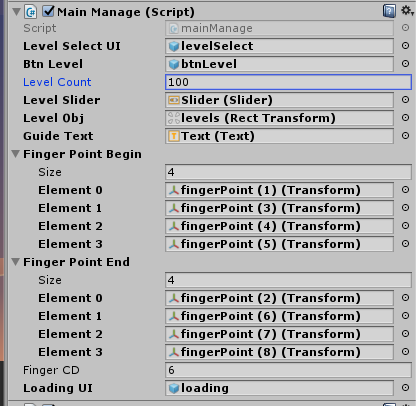 Main Manage (Script)
Script mainManage
Level Select UI levelSelect
Btn Level btnLevel
Level Count 100
Level Slider Slider (Slider)
Level Obj levels (Rect Transform)
Guide Text Text (Text)
Finger Point Begin
Size 4
Element 0 fingerPoint (1) (Transform)
Element 1 fingerPoint (3) (Transform)
Element 2 fingerPoint (4) (Transform)
Element 3 fingerPoint (5) (Transform)
Finger Point End
Size 4
Element 0 fingerPoint (2) (Transform)
Element 1 fingerPoint (6) (Transform)
Element 2 fingerPoint (7) (Transform)
Element 3 fingerPoint (8) (Transform)
Finger CD 6
Loading UI loading